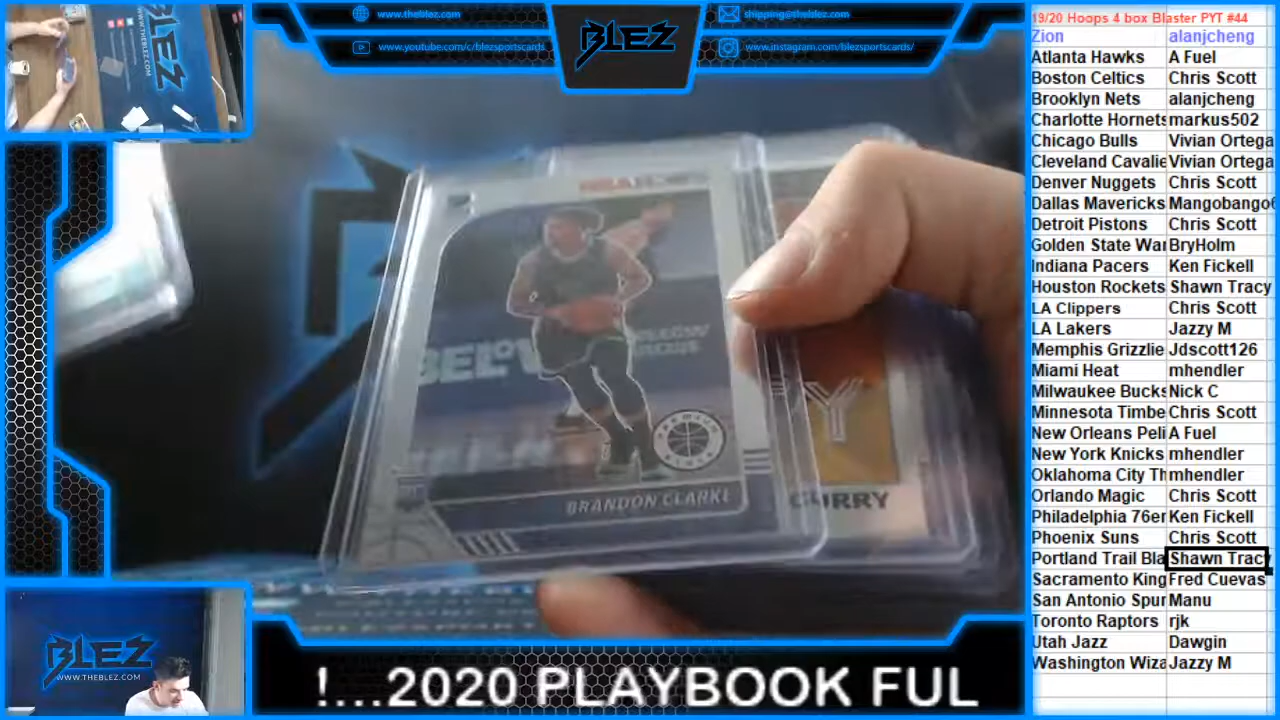 www.theblez.com
shipping@theblez.com
www.youtube.com/c/blezsportscards
www.instagram.com/blezsportscards/
BLEZ
BLEZ
WWW.THEBLEZ.COM
BRANDON CLARKE
CURRY
BLEZ
WWW.THEBLEZ.COM
!...2020 PLAYBOOK FUL
19/20 Hoops 4 box Blaster PYT #44
Zion alanjcheng
Atlanta Hawks A Fuel
Boston Celtics Chris Scott
Brooklyn Nets alanjcheng
Charlotte Hornets markus502
Chicago Bulls Vivian Ortega
Cleveland Cavalie Vivian Ortega
Denver Nuggets Chris Scott
Dallas Mavericks Mangobango6
Detroit Pistons Chris Scott
Golden State War BryHolm
Indiana Pacers Ken Fickell
Houston Rockets Shawn Tracy
LA Clippers Chris Scott
LA Lakers Jazzy M
Memphis Grizzlie Jdscott126
Miami Heat mhendler
Milwaukee Bucks Nick C
Minnesota Timbe Chris Scott
New Orleans Peli A Fuel
New York Knicks mhendler
Oklahoma City Th mhendler
Orlando Magic Chris Scott
Philadelphia 76er Ken Fickell
Phoenix Suns Chris Scott
Portland Trail Bla Shawn Tracy
Sacramento King Fred Cuevas
San Antonio Spur Manu
Toronto Raptors rjk
Utah Jazz Dawgin
Washington Wiza Jazzy M